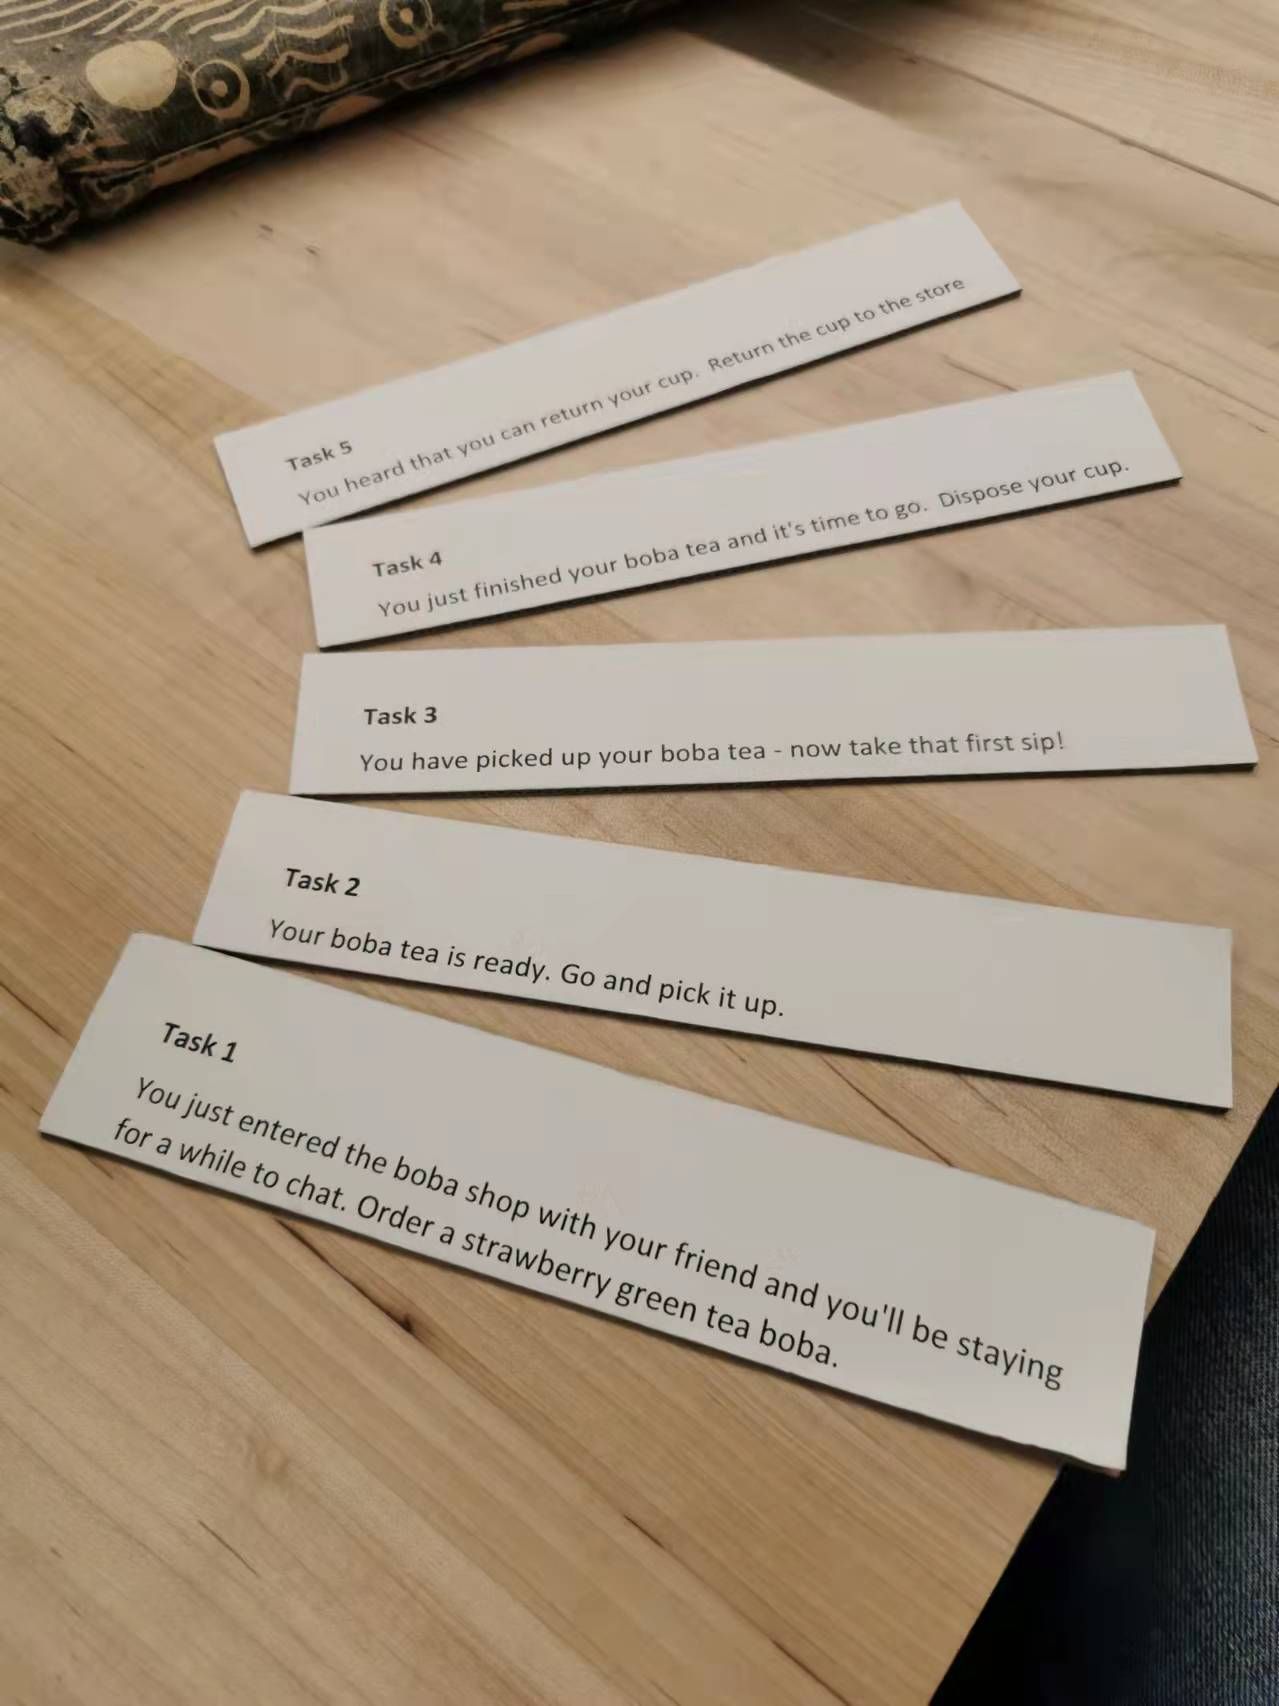 Task 5
You heard that you can return your cup. Return the cup to the store
Task 4
You just finished your boba tea and it's time to go. Dispose your cup.
Task 3
You have picked up your boba tea - now take that first sip!
Task 2
Your boba tea is ready. Go and pick it up.
Task 1
You just entered the boba shop with your friend and you'll be staying
for a while to chat. Order a strawberry green tea boba.